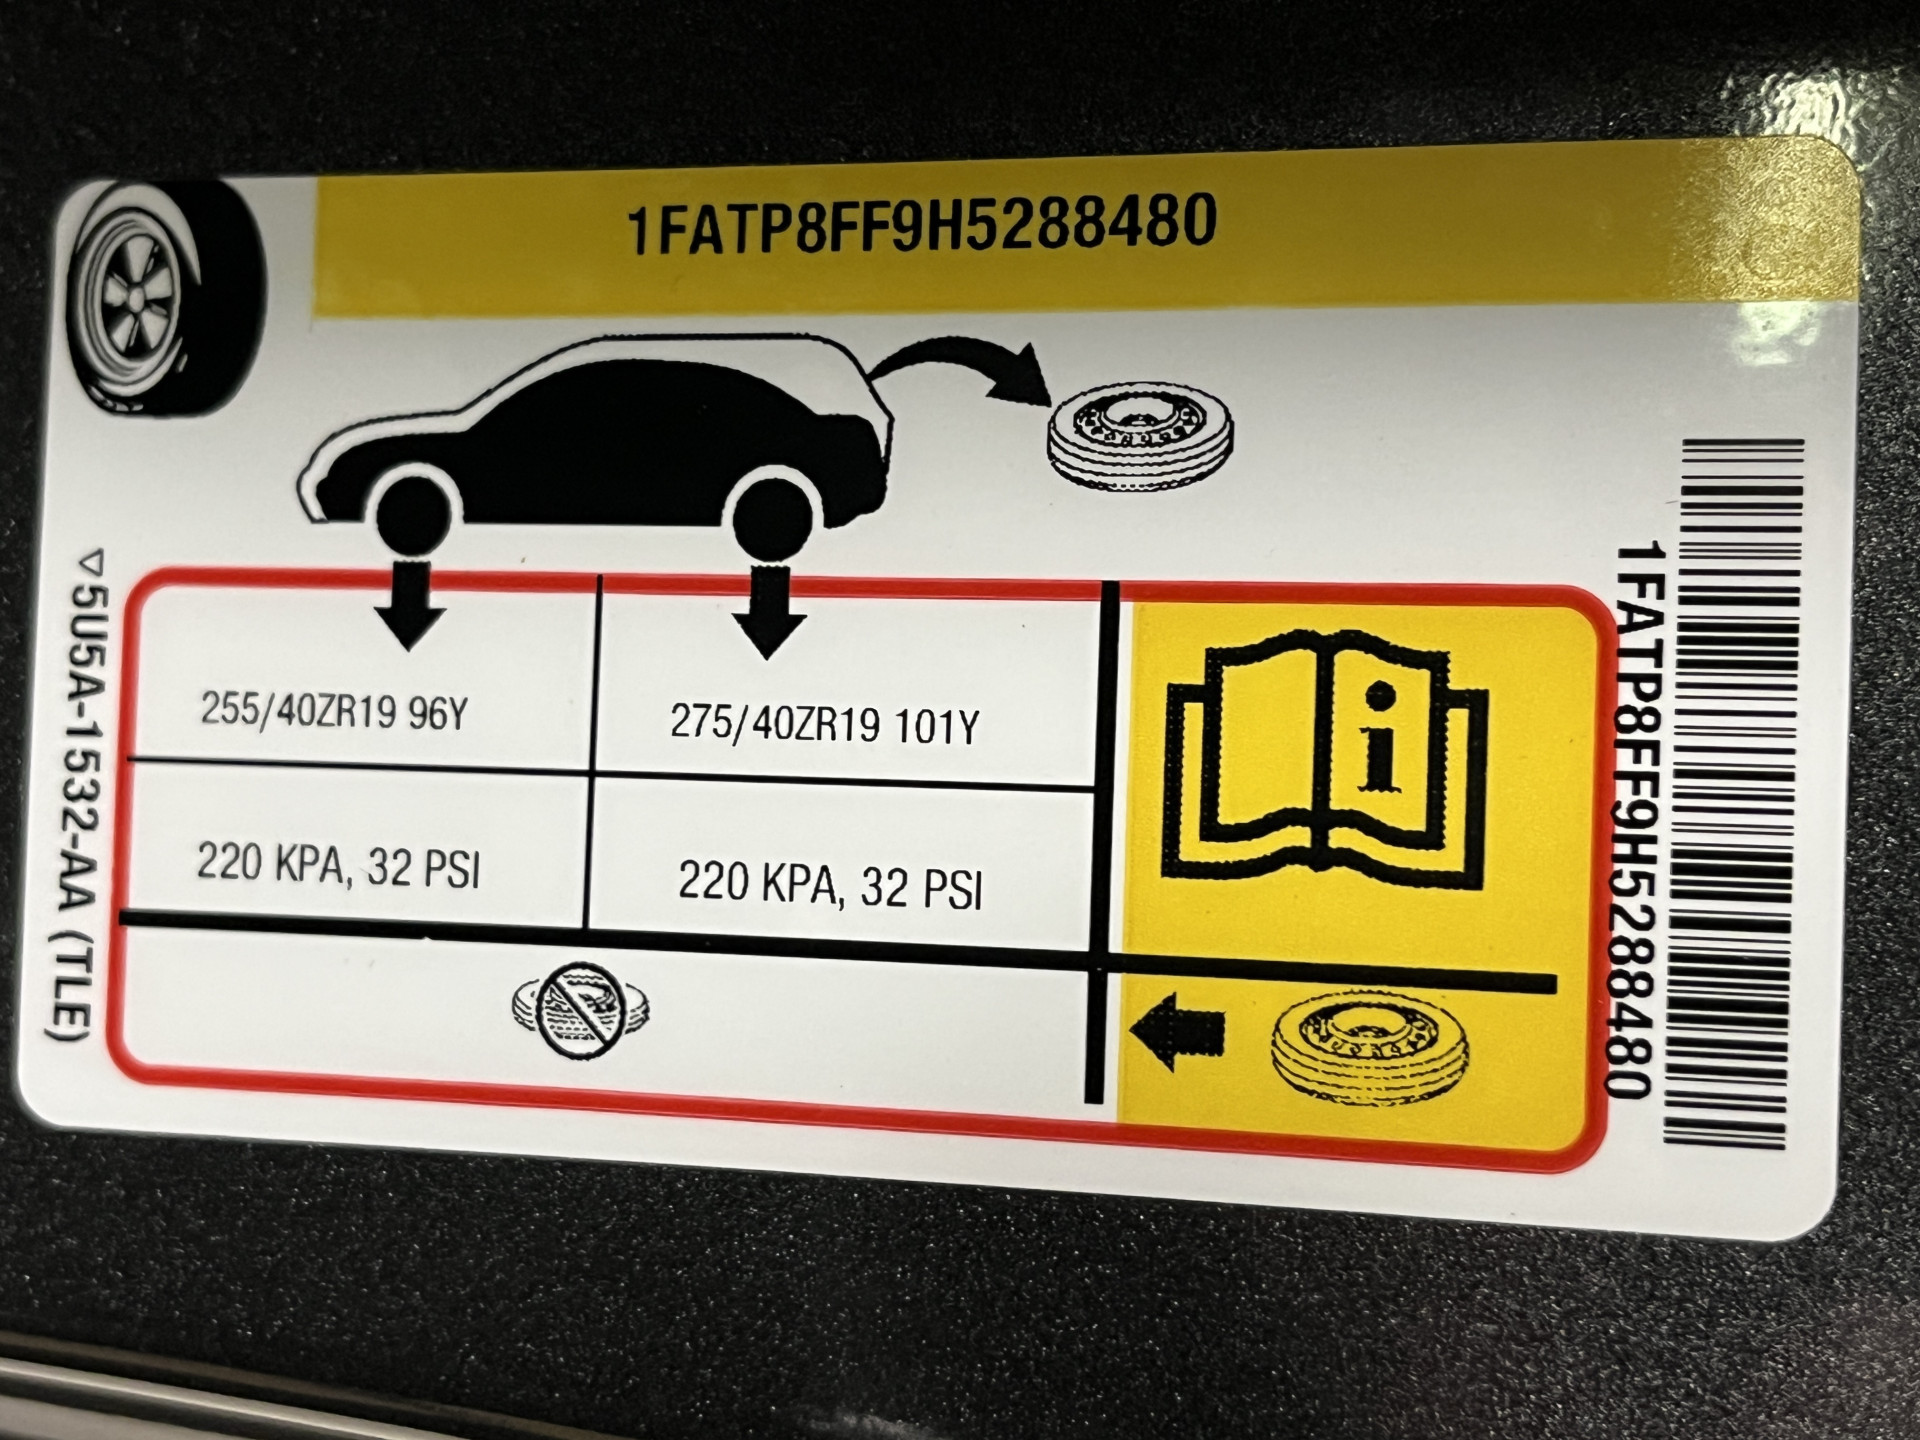 1FATP8FF9H5288480
255/40ZR19 96Y
275/40ZR19 101Y
220 KPA, 32 PSI
220 KPA, 32 PSI
5U5A-1532-AA (TLE)
1FATP8FF9H5288480